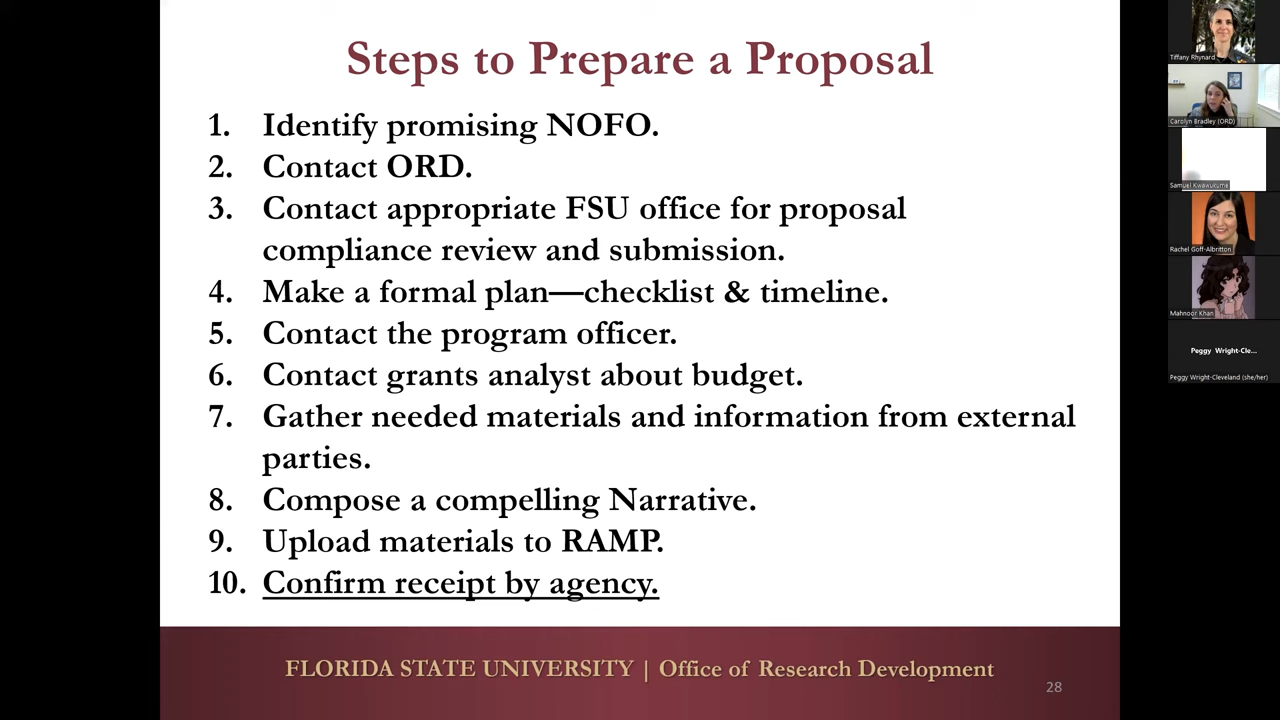 Steps to Prepare a Proposal
1. Identify promising NOFO.
2. Contact ORD.
3. Contact appropriate FSU office for proposal
compliance review and submission.
4. Make a formal plan—checklist & timeline.
5. Contact the program officer.
6. Contact grants analyst about budget.
7. Gather needed materials and information from external
parties.
8. Compose a compelling Narrative.
9. Upload materials to RAMP.
10. Confirm receipt by agency.
FLORIDA STATE UNIVERSITY | Office of Research Development
28
Tiffany Rhynard
Carolyn Bradley (ORD)
Samuel Kwawukume
Rachel Goff-Albritton
Mahnoor Khan
Peggy Wright-Cle...
Peggy Wright-Cleveland (she/her)